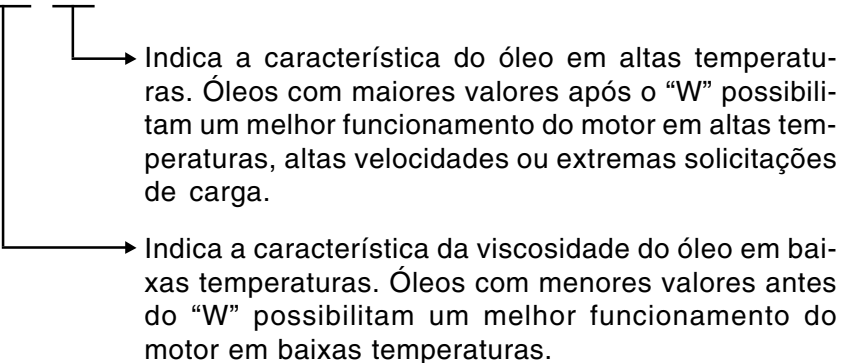 Indica a característica do óleo em altas temperatu-
ras. Óleos com maiores valores após o “W” possibili-
tam um melhor funcionamento do motor em altas tem-
peraturas, altas velocidades ou extremas solicitações
de carga.
Indica a característica da viscosidade do óleo em bai-
xas temperaturas. Óleos com menores valores antes
do “W” possibilitam um melhor funcionamento do
motor em baixas temperaturas.